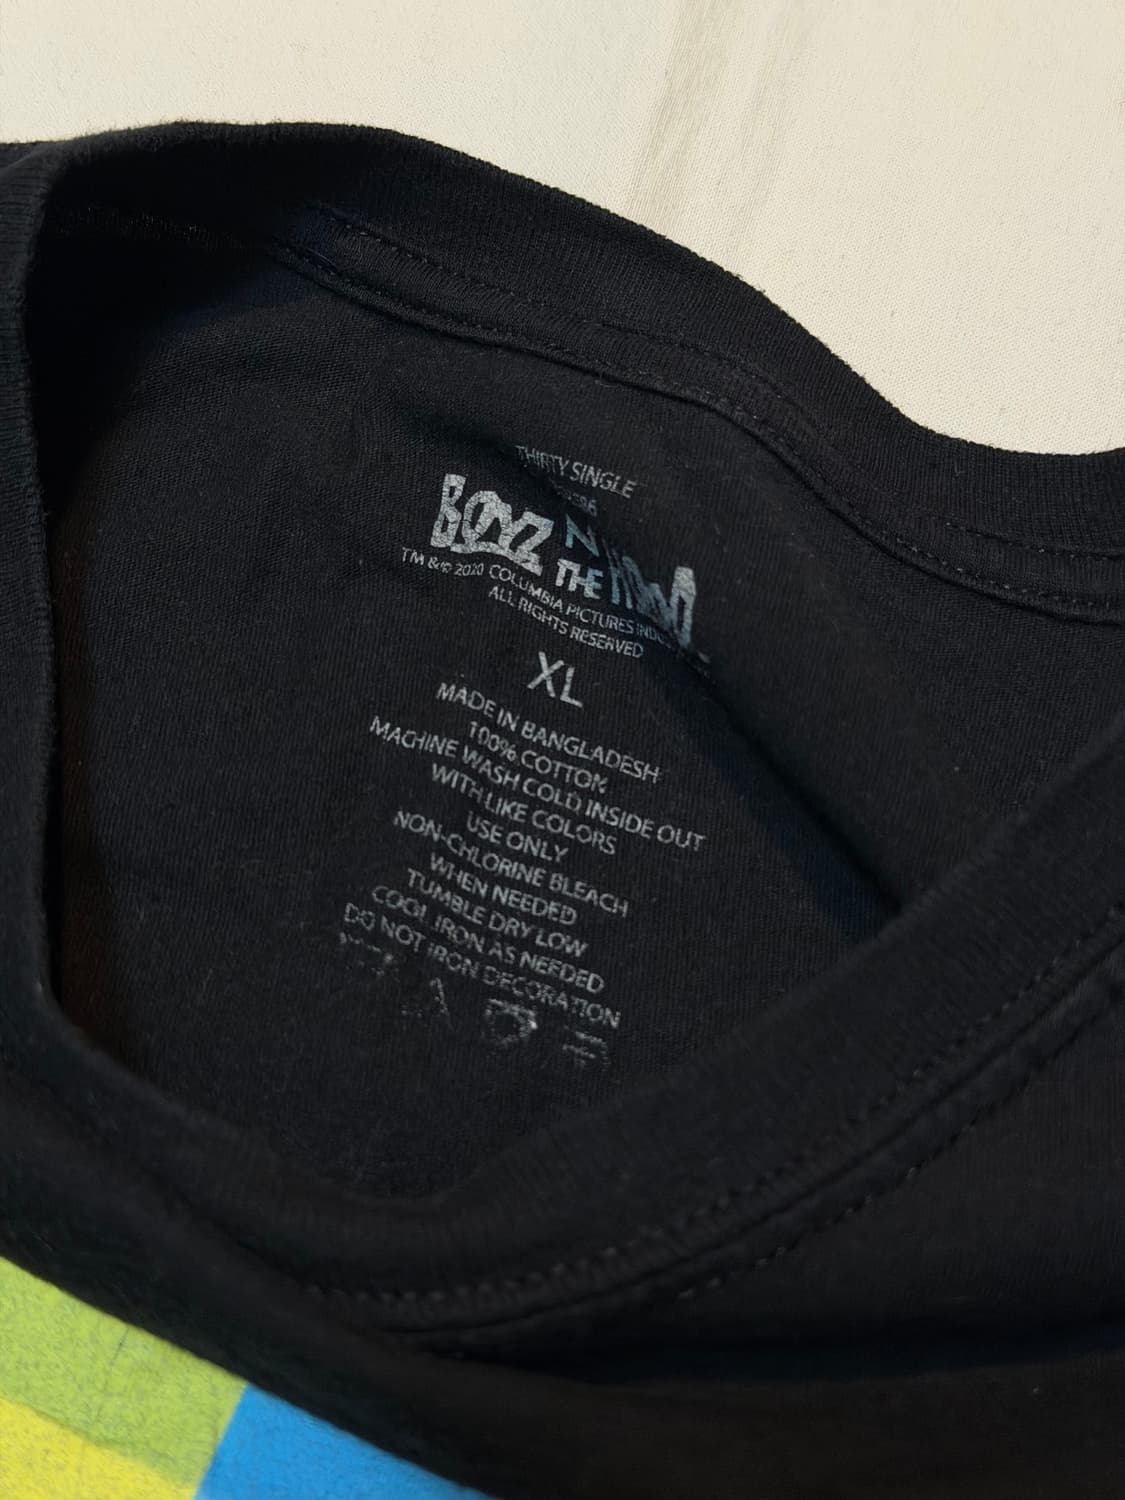 THIRTY SINGLE
BOYZ N
THE HOOD
TM & © 2020 COLUMBIA PICTURES
ALL RIGHTS RESERVED
XL
MADE IN BANGLADESH
100% COTTON
MACHINE WASH COLD INSIDE OUT
WITH LIKE COLORS
USE ONLY
NON-CHLORINE BLEACH
WHEN NEEDED
TUMBLE DRY LOW
COOL IRON AS NEEDED
DO NOT IRON DECORATION